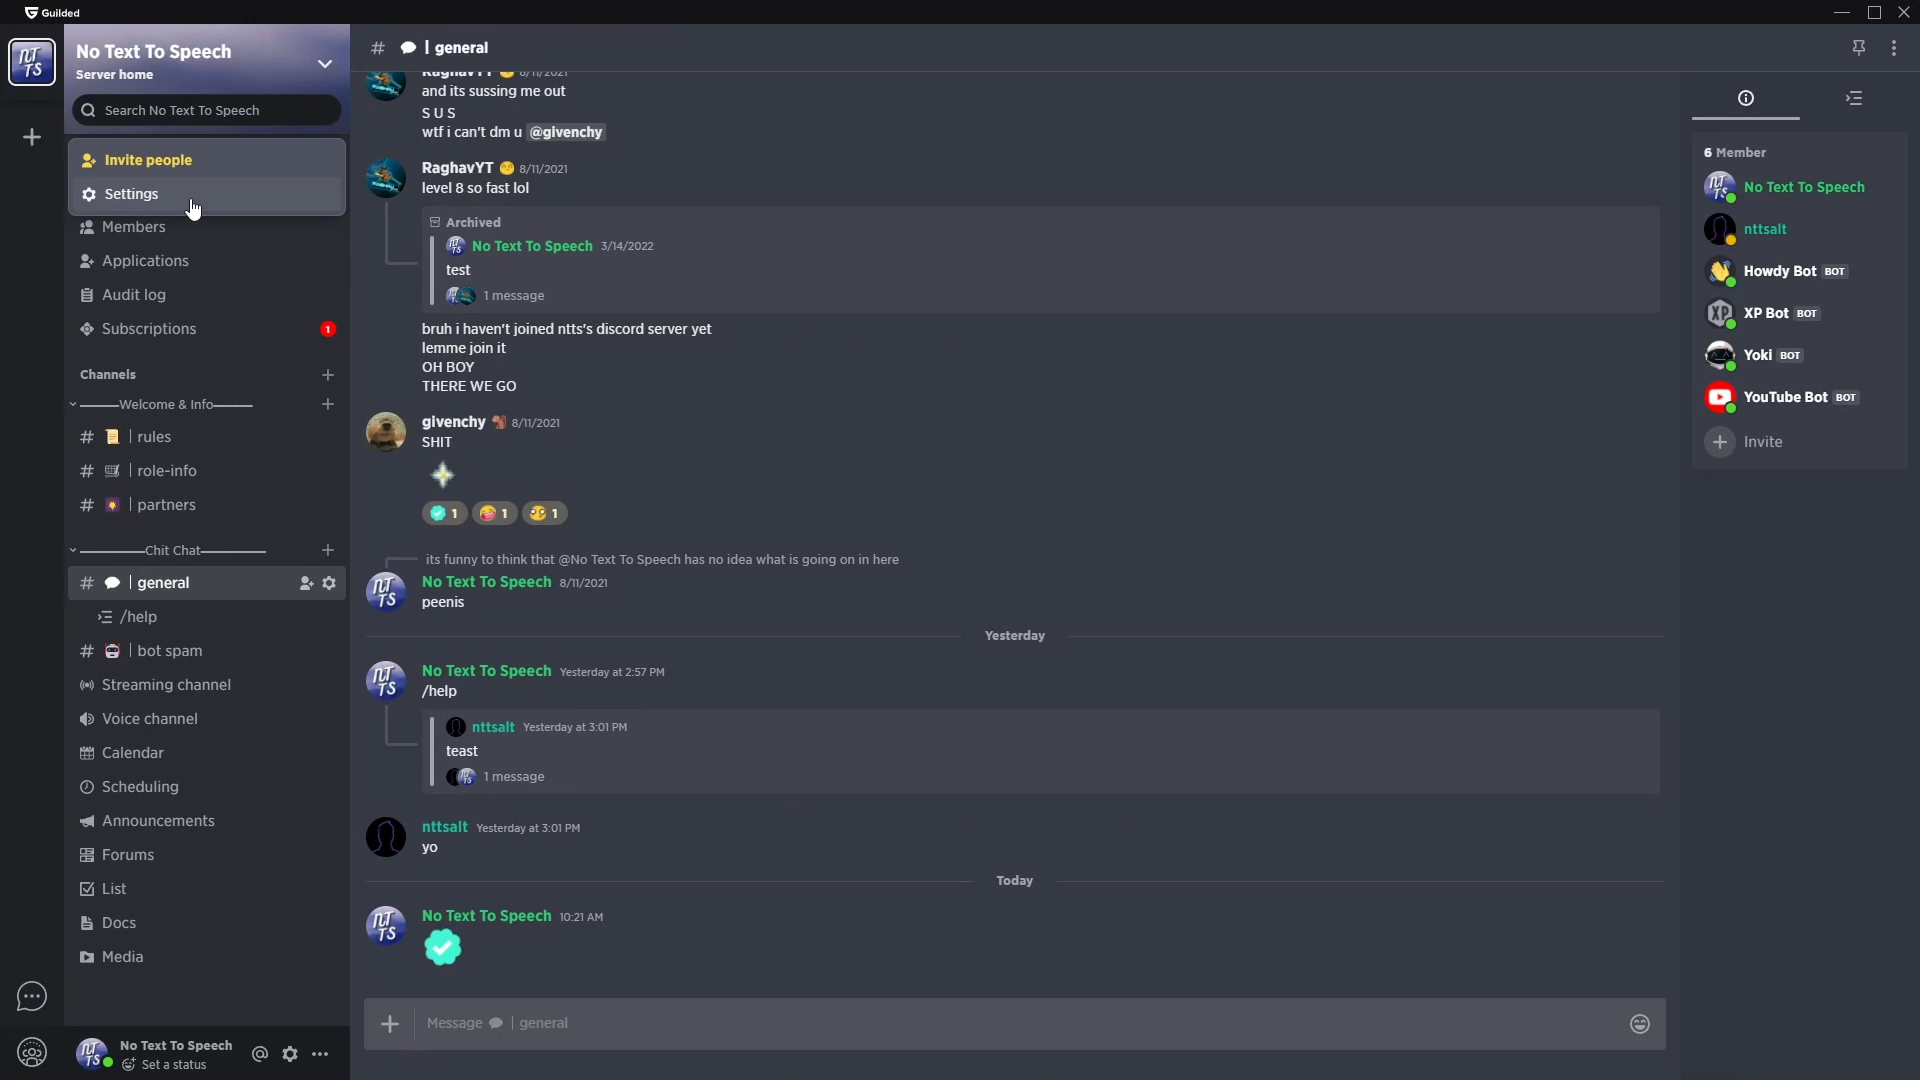 Guilded
No Text To Speech
Server home
Search No Text To Speech
Invite people
Settings
Members
Applications
Audit log
Subscriptions
1
Channels
Welcome & Info
# | rules
# | role-info
# | partners
Chit Chat
# | general
/help
# | bot spam
Streaming channel
Voice channel
Calendar
Scheduling
Announcements
Forums
List
Docs
Media
No Text To Speech
Set a status
# | general
RaghavYT 8/11/2021
and its sussing me out
S U S
wtf i can't dm u @givenchy
RaghavYT 8/11/2021
level 8 so fast lol
Archived
No Text To Speech 3/14/2022
test
1 message
bruh i haven't joined ntts's discord server yet
lemme join it
OH BOY
THERE WE GO
givenchy 8/11/2021
SHIT
1 1 1
its funny to think that @No Text To Speech has no idea what is going on in here
No Text To Speech 8/11/2021
peenis
Yesterday
No Text To Speech Yesterday at 2:57 PM
/help
nttsalt Yesterday at 3:01 PM
teast
1 message
nttsalt Yesterday at 3:01 PM
yo
Today
No Text To Speech 10:21 AM
Message | general
6 Member
No Text To Speech
nttsalt
Howdy Bot BOT
XP Bot BOT
Yoki BOT
YouTube Bot BOT
Invite